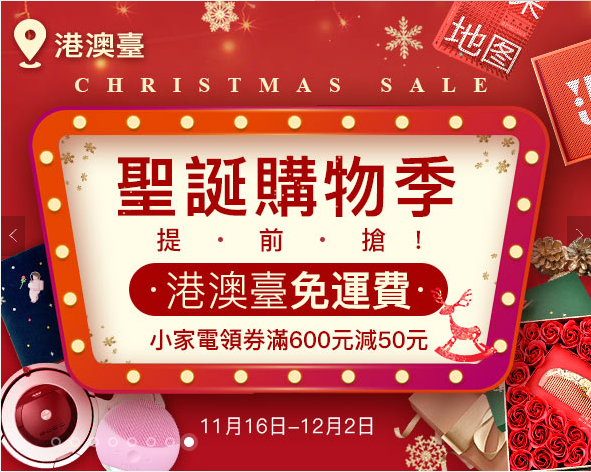 港澳臺
地图
CHRISTMAS SALE
聖誕購物季
提·前·搶!
·港澳臺免運費·
小家電領券滿600元減50元
11月16日-12月2日